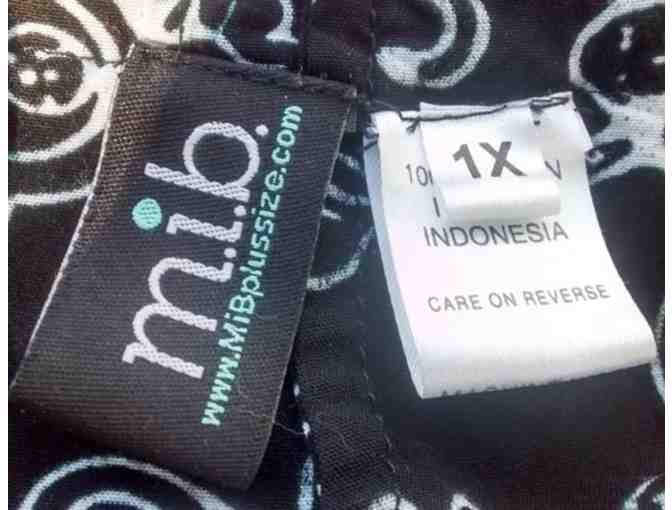 m.i.b.
www.MiBplussize.com
1X
INDONESIA
CARE ON REVERSE